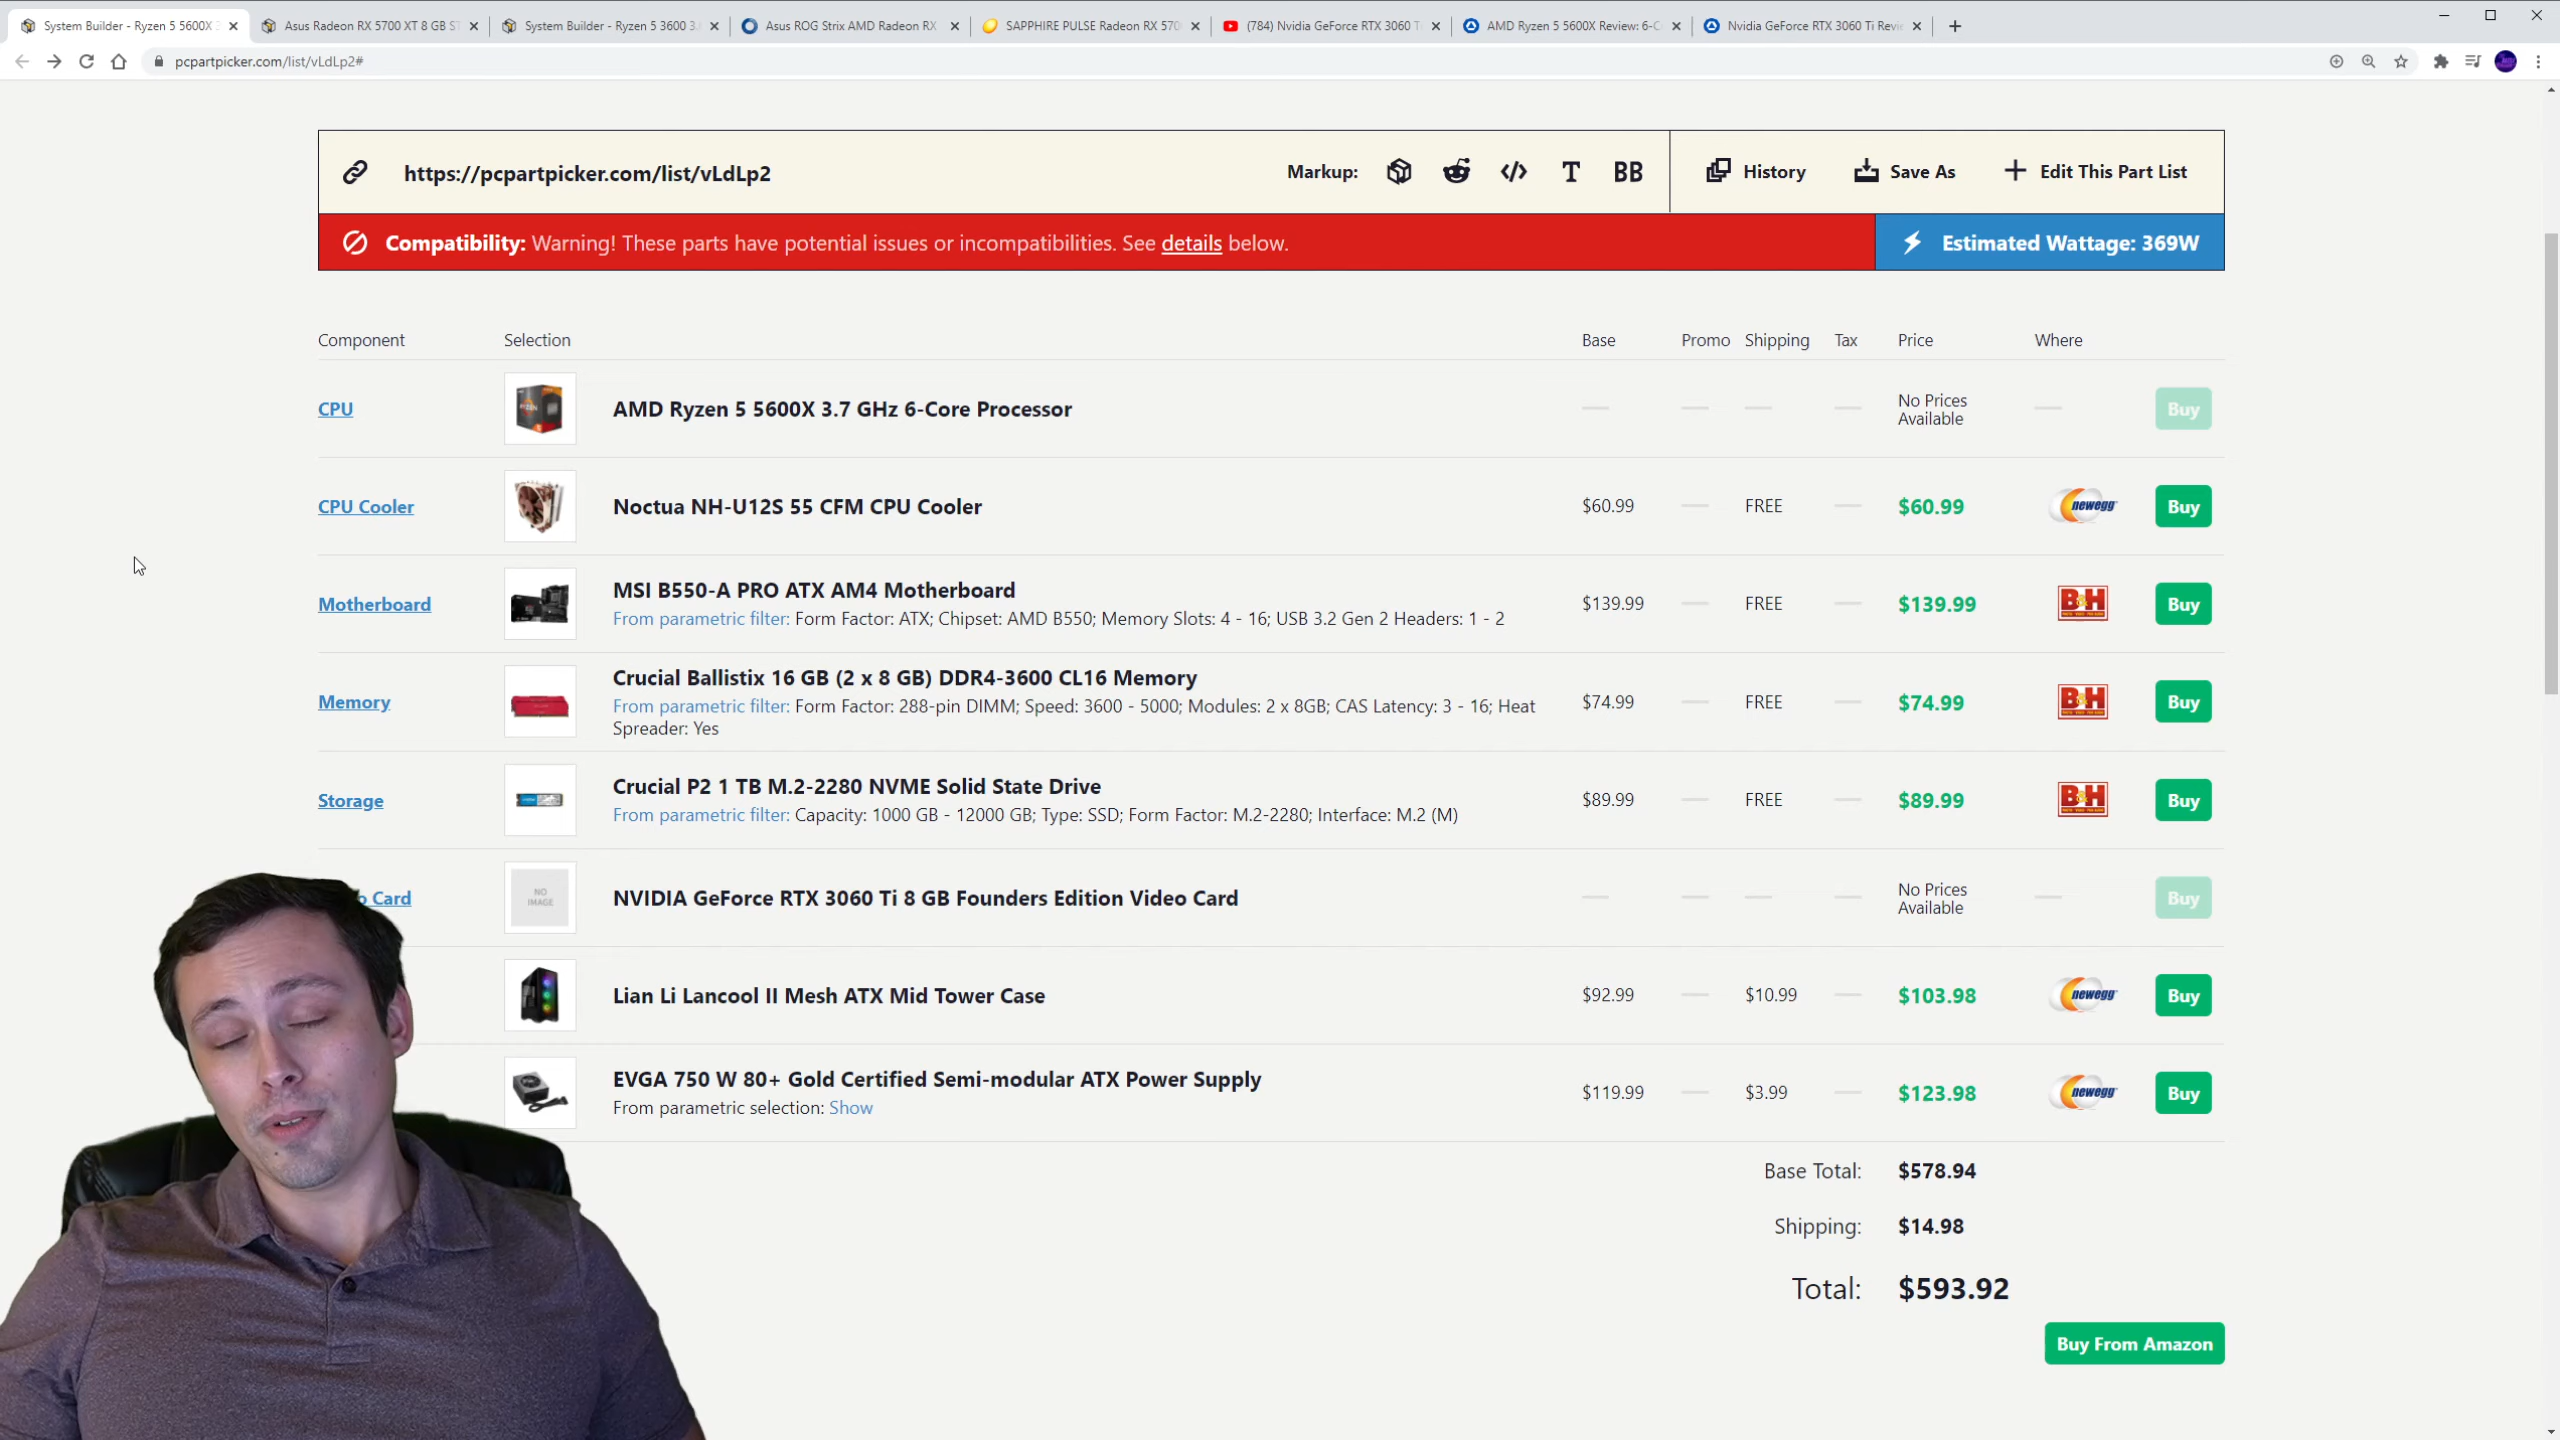 System Builder - Ryzen 5 5600X 3
Asus Radeon RX 5700 XT 8 GB ST
System Builder - Ryzen 5 3600 3.
Asus ROG Strix AMD Radeon RX
SAPPHIRE PULSE Radeon RX 570
(784) Nvidia GeForce RTX 3060 T
AMD Ryzen 5 5600X Review: 6-C
Nvidia GeForce RTX 3060 Ti Revie
pcpartpicker.com/list/vLdLp2#
https://pcpartpicker.com/list/vLdLp2
Markup:
T
BB
History
Save As
Edit This Part List
Compatibility: Warning! These parts have potential issues or incompatibilities. See details below.
Estimated Wattage: 369W
Component Selection Base Promo Shipping Tax Price Where
CPU
AMD Ryzen 5 5600X 3.7 GHz 6-Core Processor
No Prices
Available
Buy
CPU Cooler
Noctua NH-U12S 55 CFM CPU Cooler
$60.99 FREE $60.99 newegg Buy
Motherboard
MSI B550-A PRO ATX AM4 Motherboard
From parametric filter: Form Factor: ATX; Chipset: AMD B550; Memory Slots: 4 - 16; USB 3.2 Gen 2 Headers: 1 - 2
$139.99 FREE $139.99 B&H Buy
Memory
Crucial Ballistix 16 GB (2 x 8 GB) DDR4-3600 CL16 Memory
From parametric filter: Form Factor: 288-pin DIMM; Speed: 3600 - 5000; Modules: 2 x 8GB; CAS Latency: 3 - 16; Heat
Spreader: Yes
$74.99 FREE $74.99 B&H Buy
Storage
Crucial P2 1 TB M.2-2280 NVME Solid State Drive
From parametric filter: Capacity: 1000 GB - 12000 GB; Type: SSD; Form Factor: M.2-2280; Interface: M.2 (M)
$89.99 FREE $89.99 B&H Buy
Card
NO
IMAGE
NVIDIA GeForce RTX 3060 Ti 8 GB Founders Edition Video Card
No Prices
Available
Buy
Lian Li Lancool II Mesh ATX Mid Tower Case
$92.99 $10.99 $103.98 newegg Buy
EVGA 750 W 80+ Gold Certified Semi-modular ATX Power Supply
From parametric selection: Show
$119.99 $3.99 $123.98 newegg Buy
Base Total: $578.94
Shipping: $14.98
Total: $593.92
Buy From Amazon